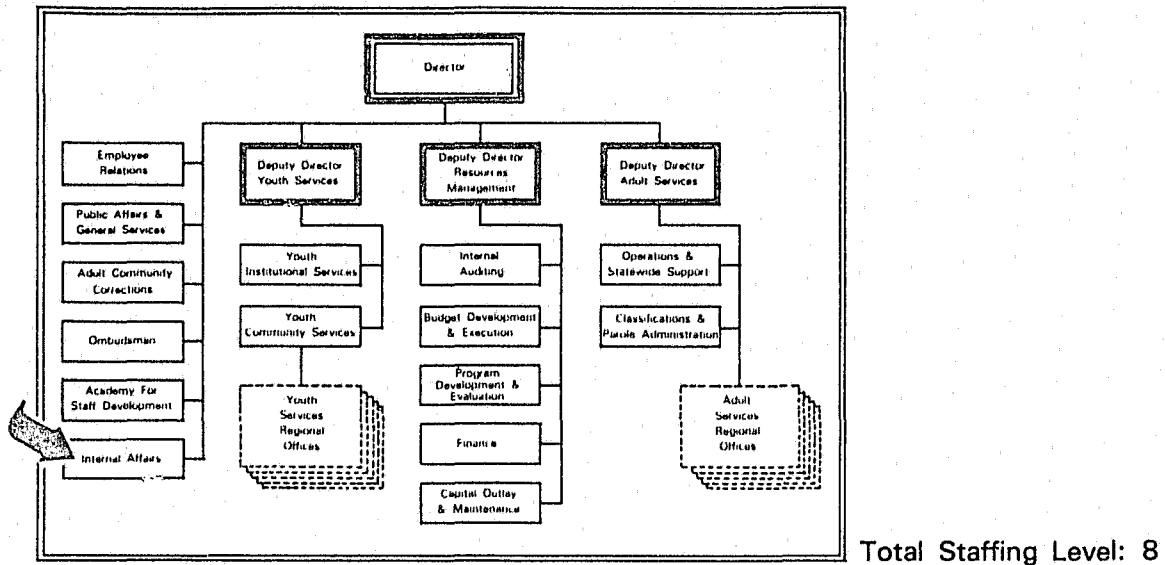 Director
Employee
Relations
Public Affairs &
General Services
Adult Community
Corrections
Ombudsman
Academy For
Staff Development
Internal Affairs
Deputy Director
Youth Services
Youth
Institutional Services
Youth
Community Services
Youth
Services
Regional
Offices
Deputy Director
Resources
Management
Internal
Auditing
Budget Development
& Execution
Program
Development &
Evaluation
Finance
Capital Outlay
& Maintenance
Deputy Director
Adult Services
Operations &
Statewide Support
Classifications &
Parole Administration
Adult
Services
Regional
Offices
Total Staffing Level: 8